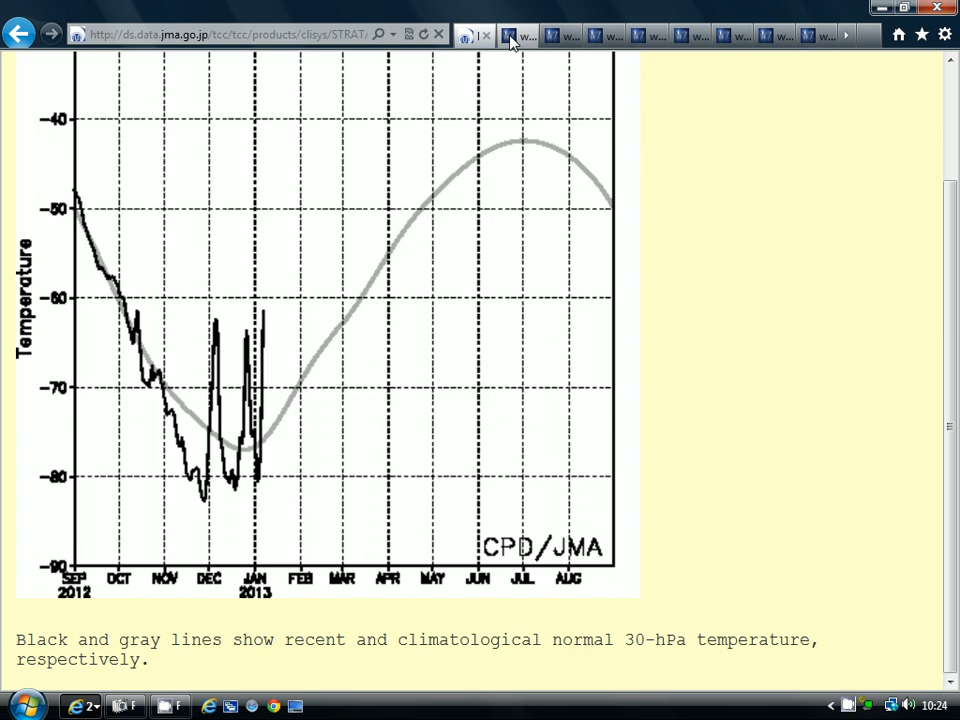 http://ds.data.jma.go.jp/tcc/tcc/products/clisys/STRAT/
w... w... w... w... w... w... w... w...
-40
-50
-60
-70
-80
-90
Temperature
CPD/JMA
SEP OCT NOV DEC JAN FEB MAR APR MAY JUN JUL AUG
2012 2013
Black and gray lines show recent and climatological normal 30-hPa temperature,
respectively.
2 F F 10:24